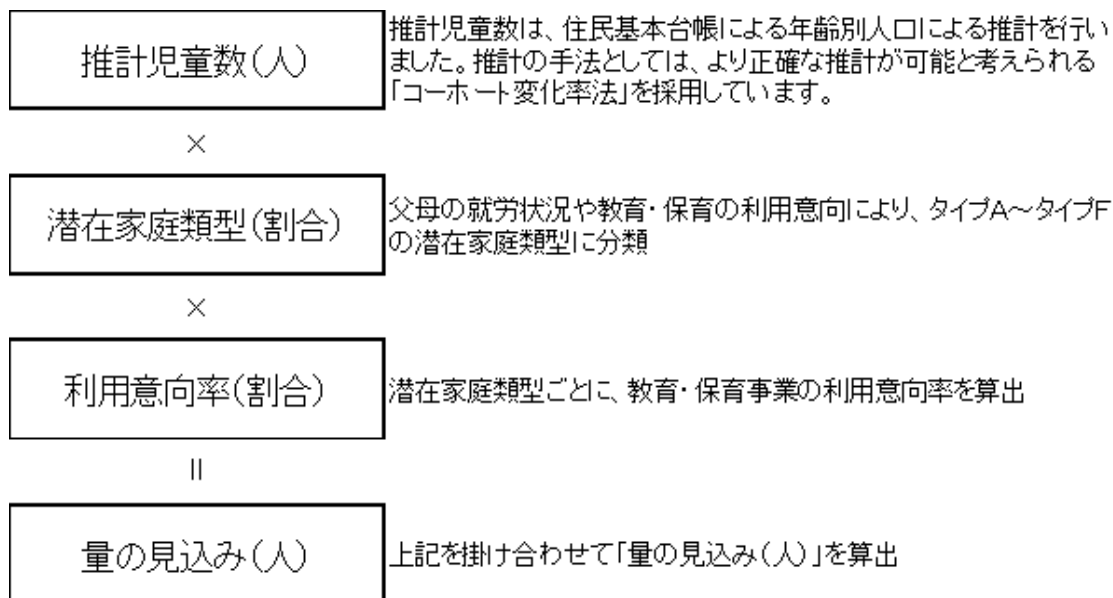 推計児童数(人)
推計児童数は、住民基本台帳による年齢別人口による推計を行い
ました。推計の手法としては、より正確な推計が可能と考えられる
「コーホート変化率法」を採用しています。
×
潜在家庭類型(割合)
父母の就労状況や教育・保育の利用意向により、タイプA～タイプF
の潜在家庭類型に分類
×
利用意向率(割合)
潜在家庭類型ごとに、教育・保育事業の利用意向率を算出
||
量の見込み(人)
上記を掛け合わせて「量の見込み(人)」を算出